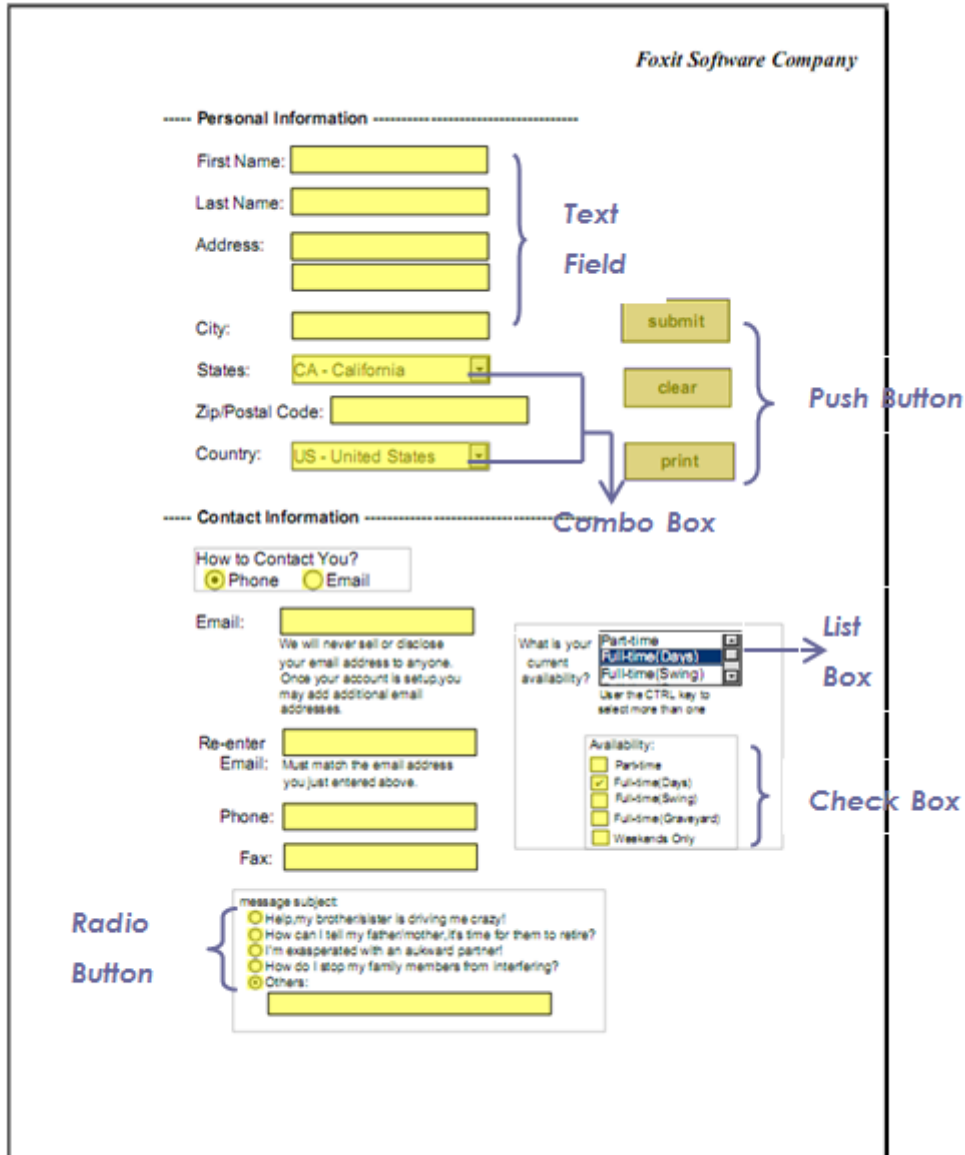 Foxit Software Company
----- Personal Information ------------------------------------
First Name:
Last Name:
Text
Address:
Field
City:
submit
States: CA - California
clear
Push Button
Zip/Postal Code:
Country: US - United States
print
----- Contact Information ----------------------------------------
Combo Box
How to Contact You?
Phone Email
Email:
We will never sell or disclose
your email address to anyone.
Once your account is setup,you
may add additional email
addresses.
What is your
current
availability?
Part-time
Full-time(Days)
Full-time(Swing)
User the CTRL key to
select more than one
List
Box
Re-enter
Email:
Must match the email address
you just entered above.
Availability:
Part-time
Full-time(Days)
Full-time(Swing)
Full-time(Graveyard)
Weekends Only
Check Box
Phone:
Fax:
Radio
Button
message subject:
Help,my brother/sister is driving me crazy!
How can I tell my father/mother,it's time for them to retire?
I'm exasperated with an aukward partner!
How do I stop my family members from interfering?
Others: